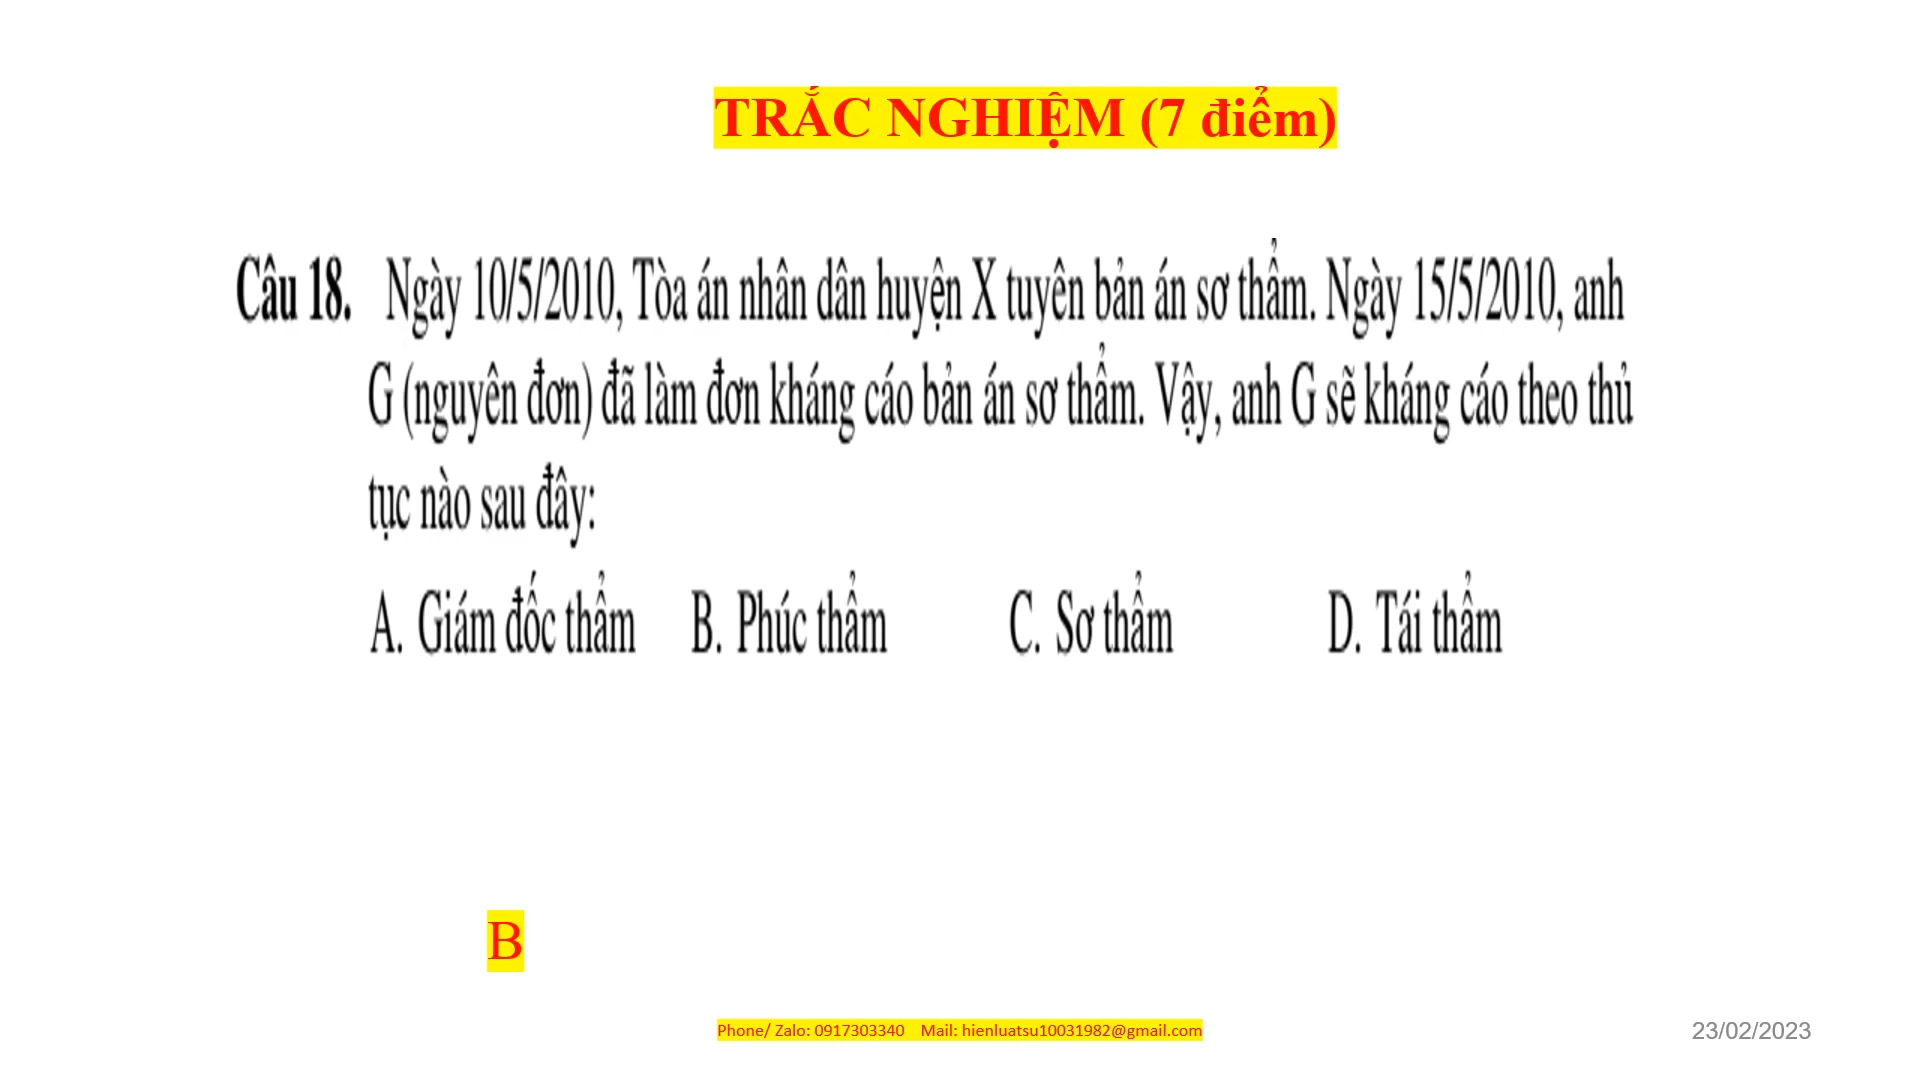 TRẮC NGHIỆM (7 điểm)
Câu 18. Ngày 10/5/2010, Tòa án nhân dân huyện X tuyên bản án sơ thẩm. Ngày 15/5/2010, anh
G (nguyên đơn) đã làm đơn kháng cáo bản án sơ thẩm. Vậy, anh G sẽ kháng cáo theo thủ
tục nào sau đây:
A. Giám đốc thẩm B. Phúc thẩm C. Sơ thẩm D. Tái thẩm
B
Phone/ Zalo: 0917303340 Mail: hienluatsu10031982@gmail.com
23/02/2023